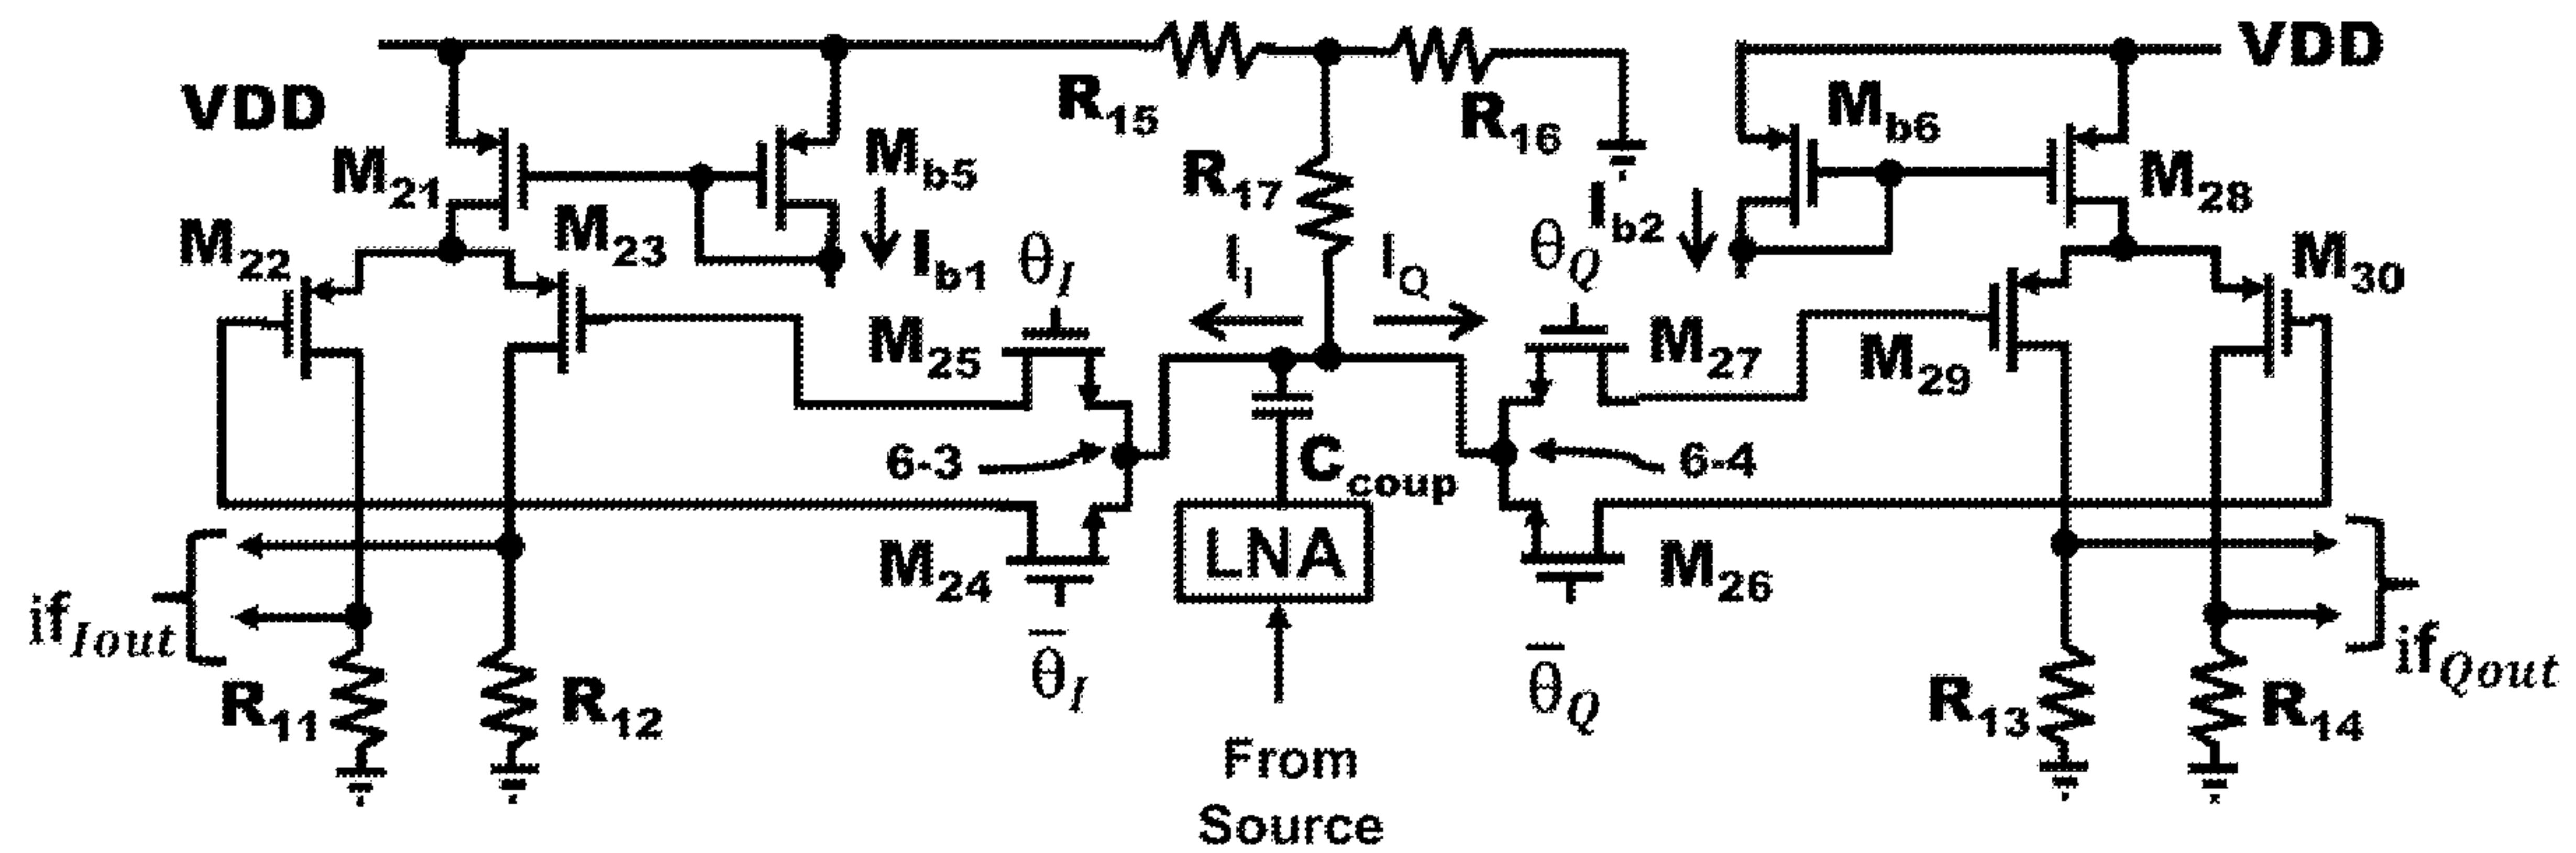 VDD
VDD
R15
R16
Mb6
M28
Mb5
M21
R17
Ib2
Ib1
M22
M23
θI
II
IQ
θQ
M30
M25
M27
M29
6-3
Ccoup
6-4
LNA
M24
M26
ifIout
θ̅I
θ̅Q
ifQout
R11
R12
R13
R14
From
Source